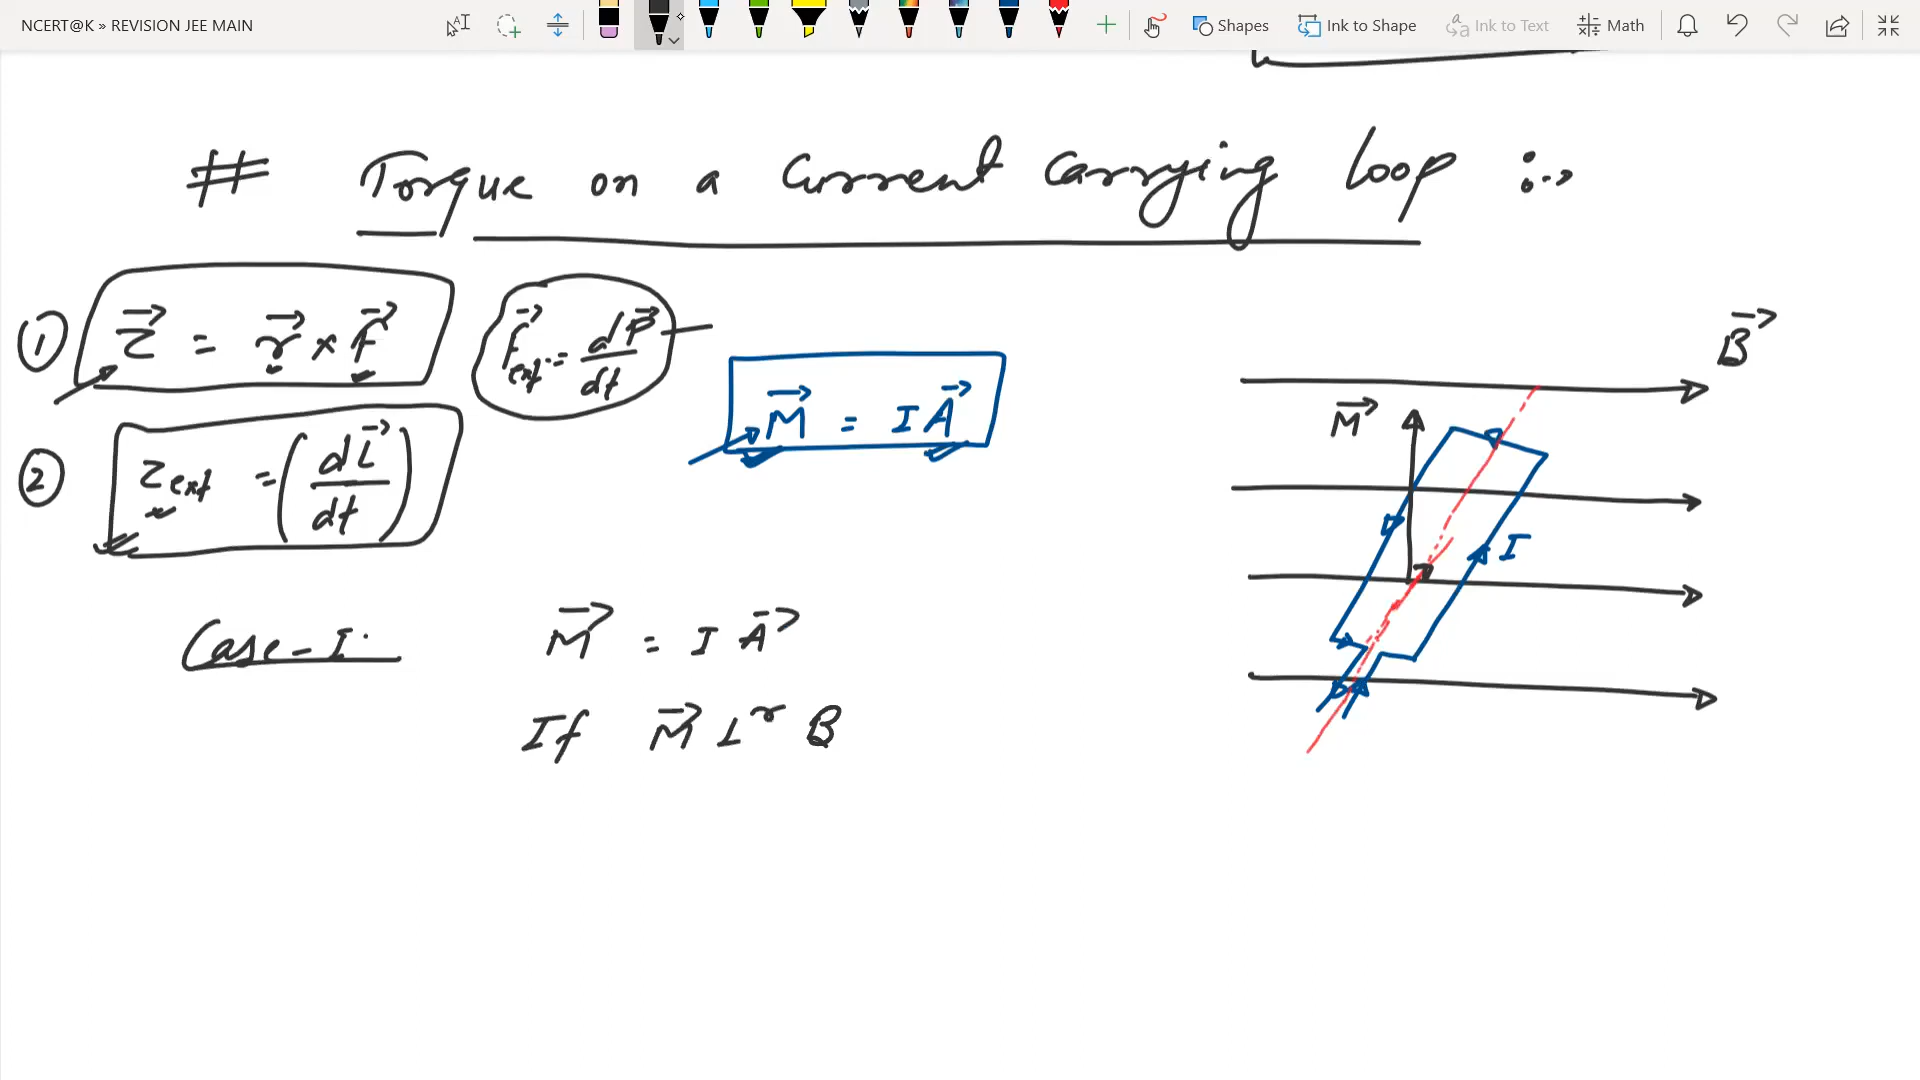 NCERT@K » REVISION JEE MAIN
Shapes
Ink to Shape
Ink to Text
Math
# Torque on a Current Carrying loop :->
① τ⃗ = r⃗ × F⃗
F⃗ext = dP⃗/dt
M⃗ = I A⃗
② τext = (dL⃗/dt)
Case-I
M⃗ = I A⃗
If M⃗ ⊥r B
B⃗
M⃗
I